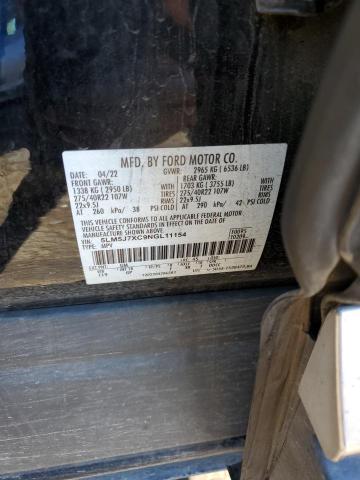 MFD. BY FORD MOTOR CO.
DATE: 04/22 GVWR: 2965 KG ( 6536 LB)
FRONT GAWR: REAR GAWR:
1338 KG ( 2950 LB) 1703 KG ( 3755 LB)
275/40R22 107W 275/40R22 107W
22x9.5J 22x9.5J
AT 260 kPa/ 38 PSI COLD AT 290 kPa/ 42 PSI COLD
THIS VEHICLE CONFORMS TO ALL APPLICABLE FEDERAL MOTOR
VEHICLE SAFETY STANDARDS IN EFFECT ON THE DATE OF
MANUFACTURE SHOWN ABOVE.
VIN: 5LM5J7XC9NGL11154
TYPE: MPV